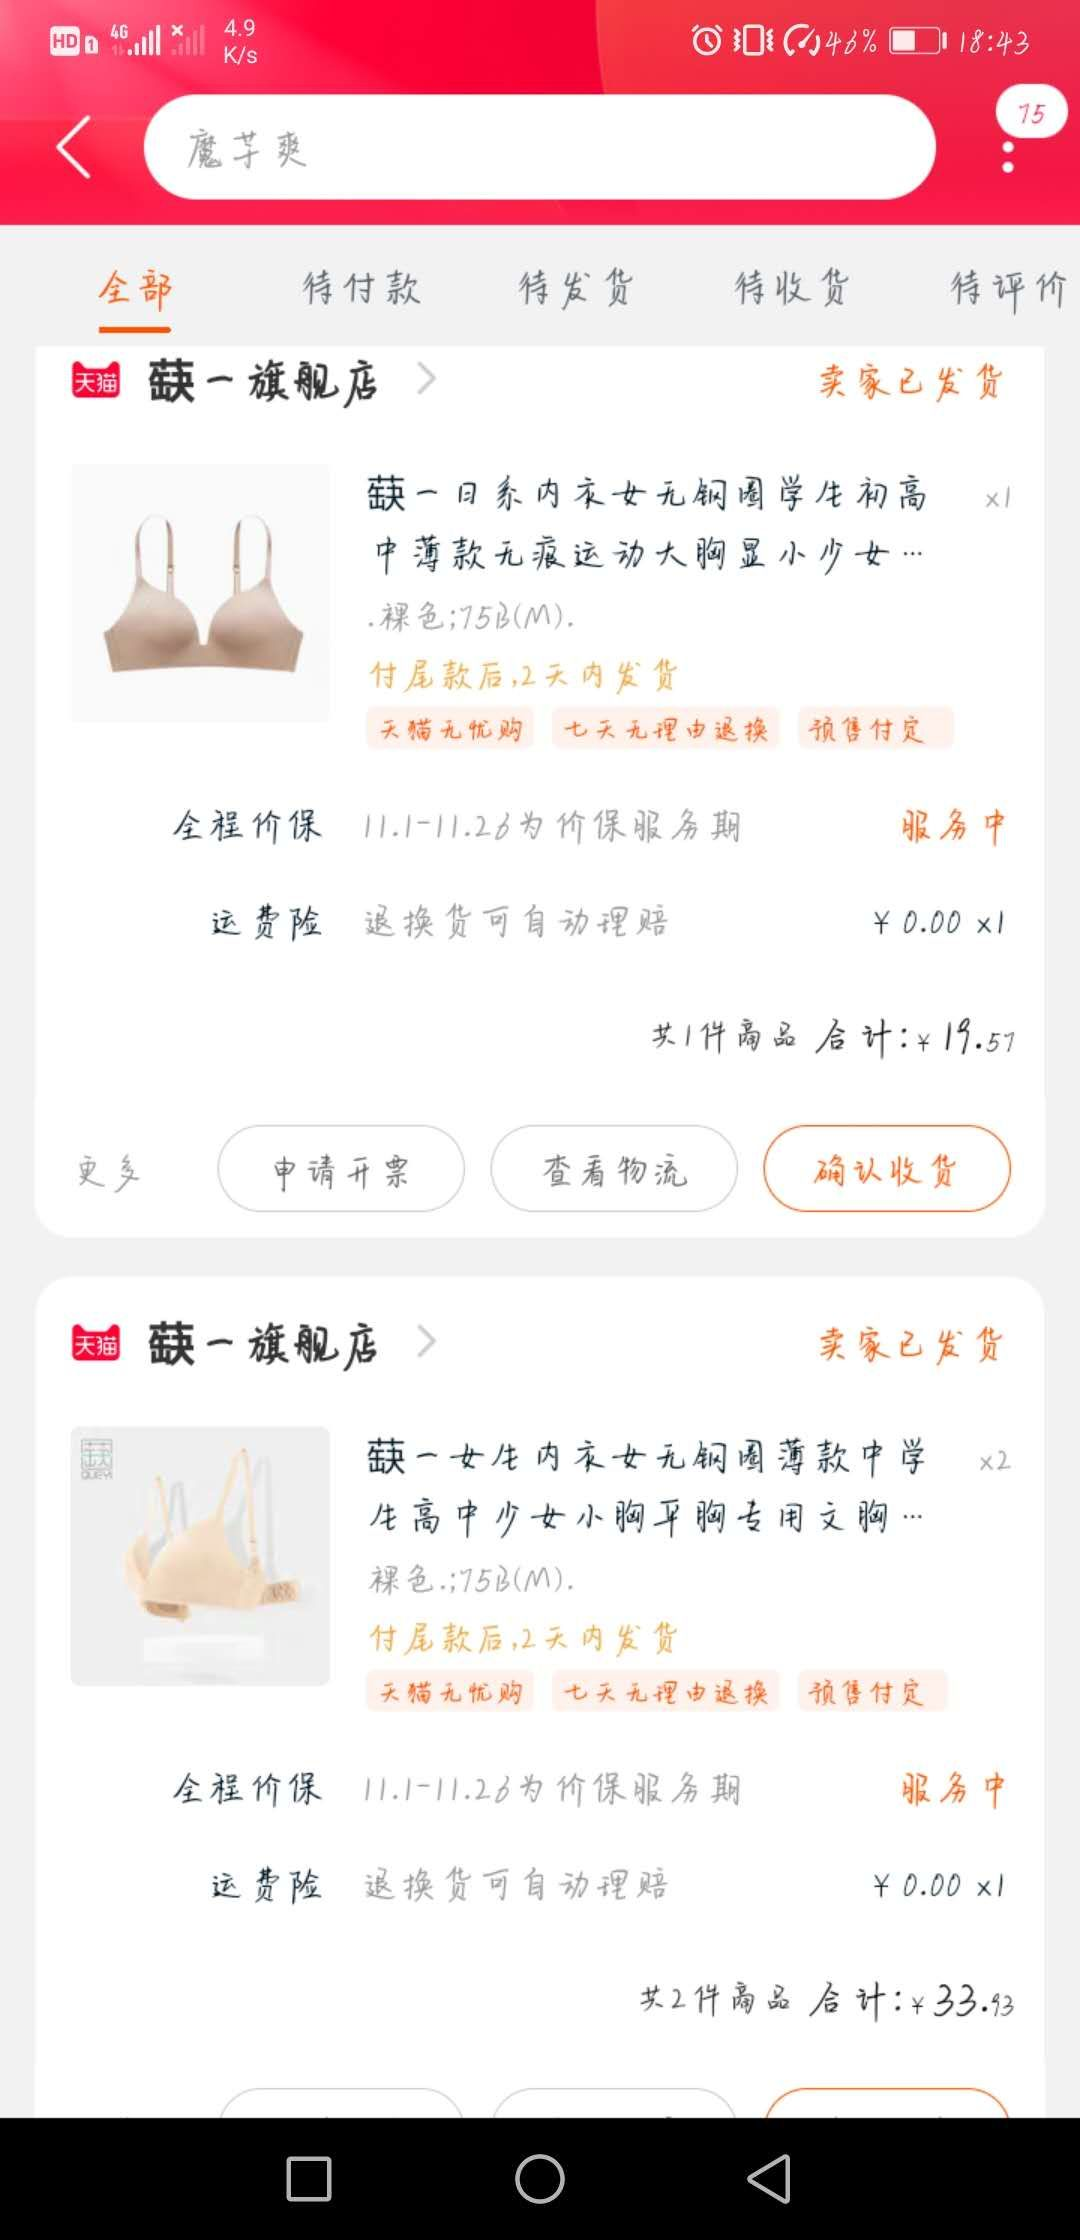 HD 1 4G 4.9 K/s 46% 18:43
魔芋爽
75
全部 待付款 待发货 待收货 待评价
天猫 蒛一旗舰店 卖家已发货
蒛一日系内衣女无钢圈学生初高 x1
中薄款无痕运动大胸显小少女…
.裸色;75B(M).
付尾款后,2天内发货
天猫无忧购 七天无理由退换 预售付定
全程价保 11.1-11.26为价保服务期 服务中
运费险 退换货可自动理赔 ¥0.00 x1
共1件商品 合计:¥19.57
更多 申请开票 查看物流 确认收货
天猫 蒛一旗舰店 卖家已发货
蒛一女生内衣女无钢圈薄款中学 x2
生高中少女小胸平胸专用文胸…
裸色.;75B(M).
付尾款后,2天内发货
天猫无忧购 七天无理由退换 预售付定
全程价保 11.1-11.26为价保服务期 服务中
运费险 退换货可自动理赔 ¥0.00 x1
共2件商品 合计:¥33.93